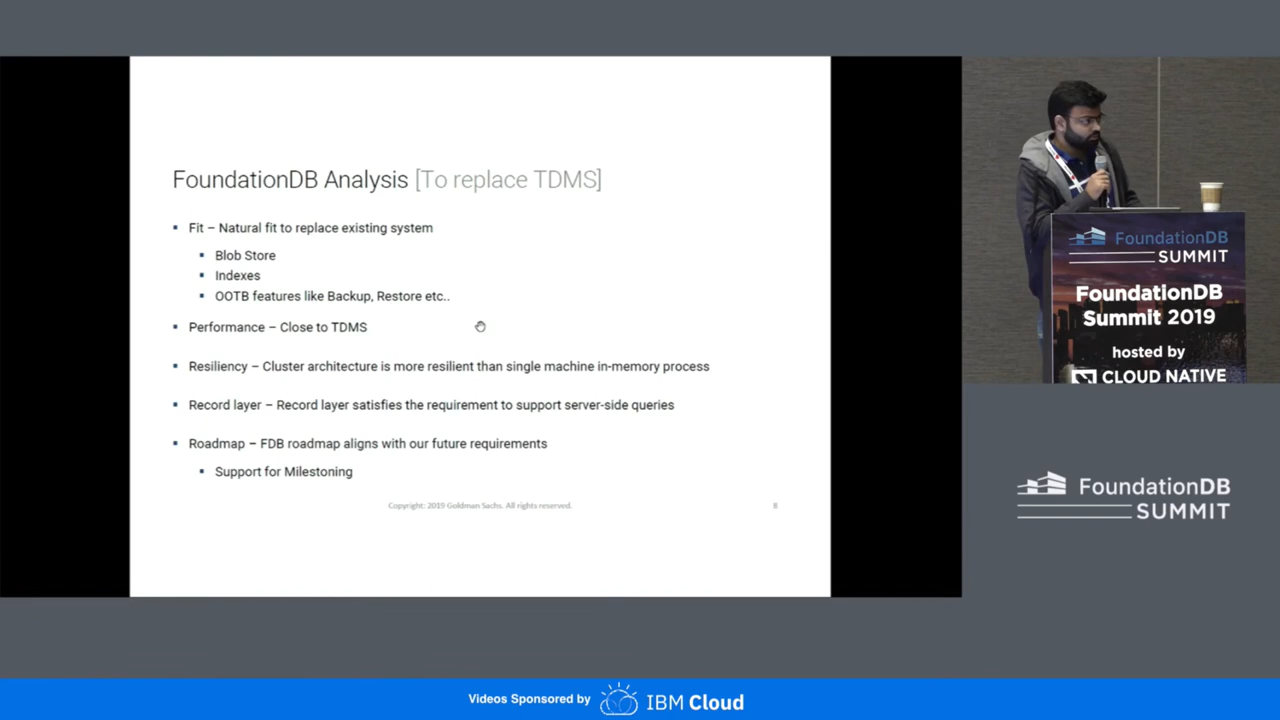 FoundationDB Analysis [To replace TDMS]
Fit – Natural fit to replace existing system
Blob Store
Indexes
OOTB features like Backup, Restore etc..
Performance – Close to TDMS
Resiliency – Cluster architecture is more resilient than single machine in-memory process
Record layer – Record layer satisfies the requirement to support server-side queries
Roadmap – FDB roadmap aligns with our future requirements
Support for Milestoning
Copyright: 2019 Goldman Sachs. All rights reserved.
8
FoundationDB
SUMMIT
FoundationDB
Summit 2019
hosted by
CLOUD NATIVE
FoundationDB
SUMMIT
Videos Sponsored by IBM Cloud